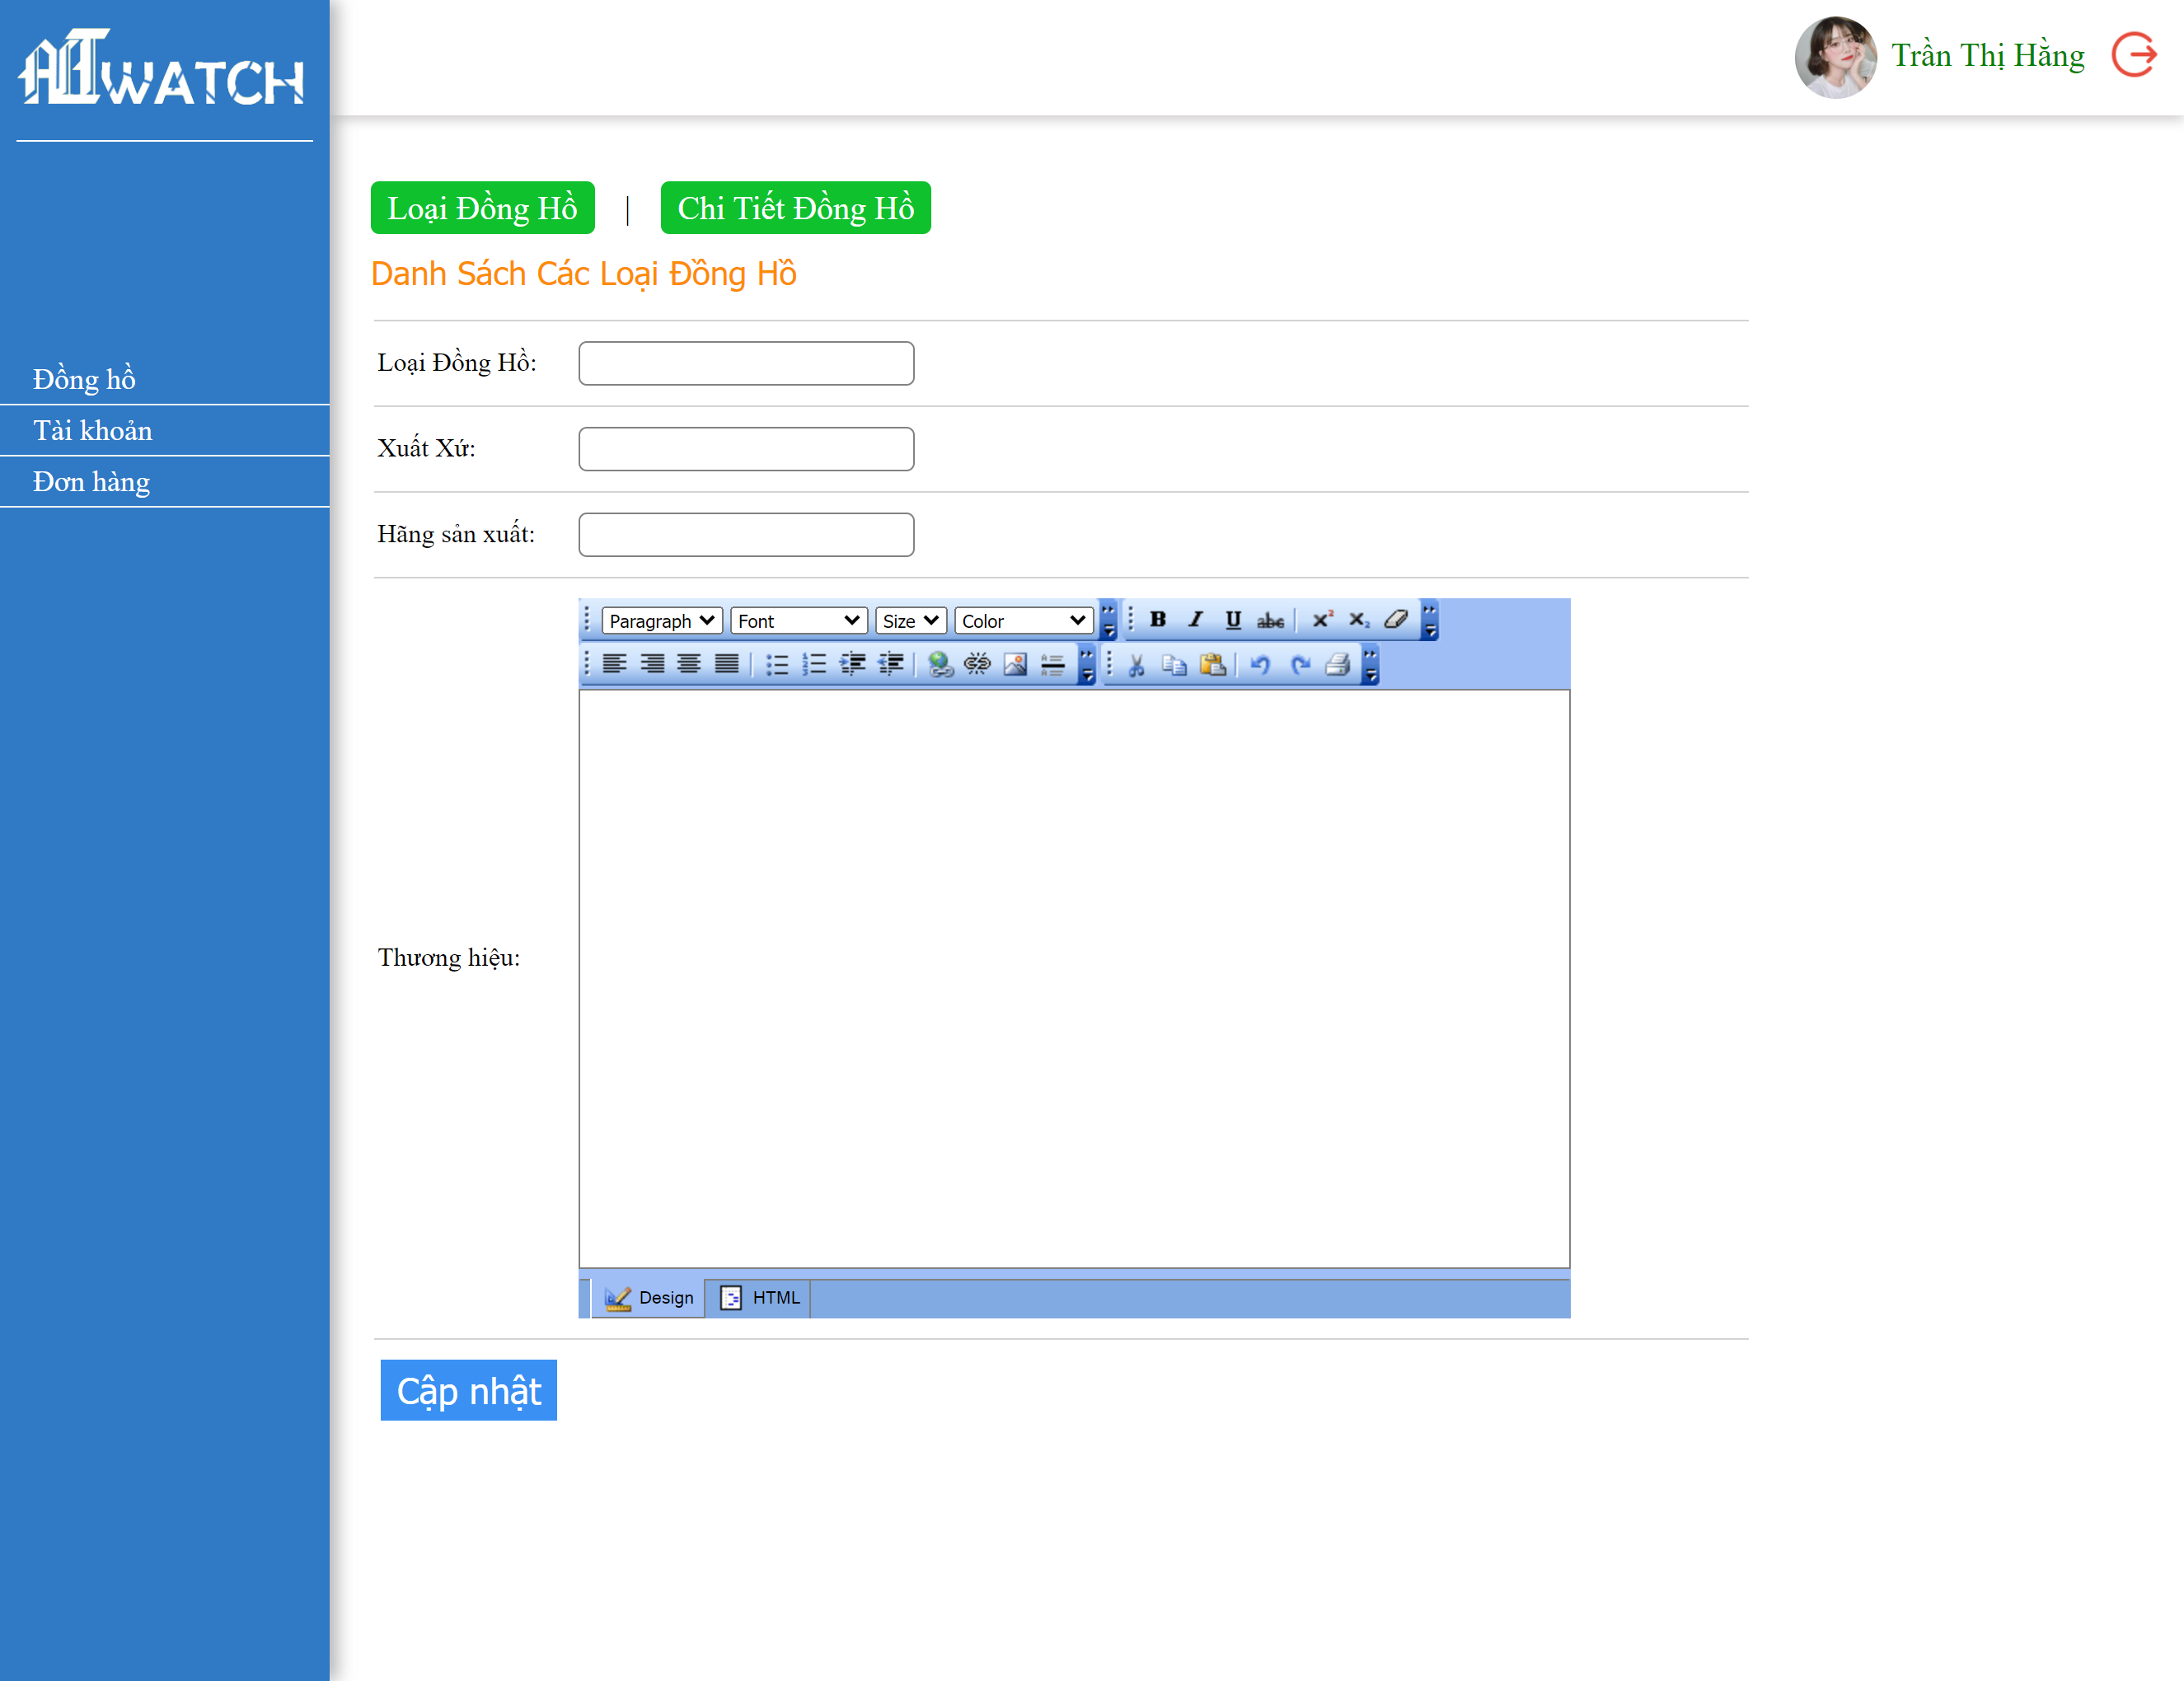 WATCH
Trần Thị Hằng
Loại Đồng Hồ | Chi Tiết Đồng Hồ
Danh Sách Các Loại Đồng Hồ
Đồng hồ
Tài khoản
Đơn hàng
Loại Đồng Hồ:
Xuất Xứ:
Hãng sản xuất:
Paragraph Font Size Color B I U abc x² x₂
Thương hiệu:
Design HTML
Cập nhật